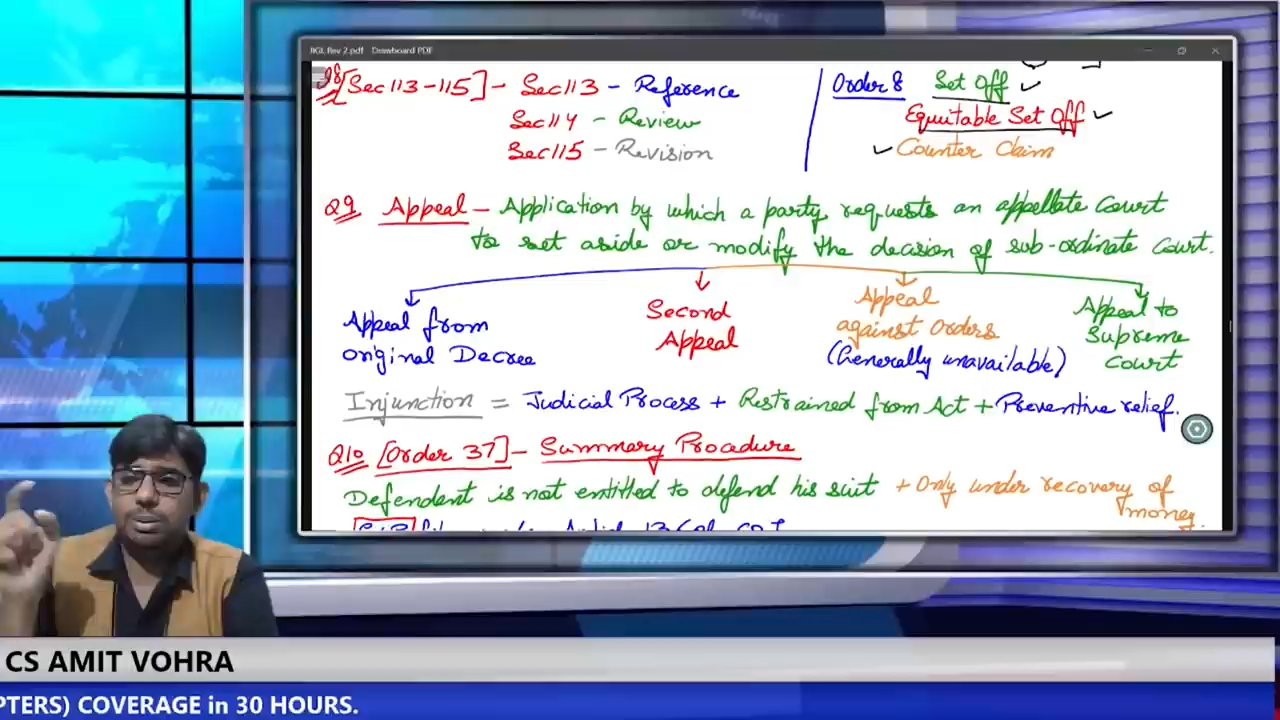 JIGL Rev 2.pdf Drawboard PDF
Q8 [Sec 113-115] - Sec 113 - Reference
Sec 114 - Review
Sec 115 - Revision
Order 8 Set Off ✓
Equitable Set Off ✓
✓ Counter Claim
Q9 Appeal - Application by which a party requests an appellate Court
to set aside or modify the decision of sub-ordinate Court.
Appeal from
original Decree
Second
Appeal
Appeal
against Orders
(Generally unavailable)
Appeal to
Supreme
Court
Injunction = Judicial Process + Restrained from Act + Preventive relief.
Q10 [Order 37] - Summary Procedure
Defendent is not entitled to defend his suit + Only under recovery of
money.
CS AMIT VOHRA
PTERS) COVERAGE in 30 HOURS.